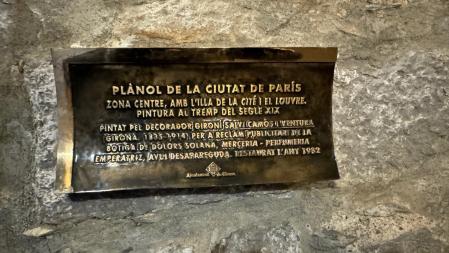 PLÀNOL DE LA CIUTAT DE PARÍS
ZONA CENTRE, AMB L'ILLA DE LA CITÉ I EL LOUVRE.
PINTURA AL TREMP DEL SEGLE XIX
PINTAT PEL DECORADOR GIRONÍ SALVI CAMÓS I VENTURA
GIRONA, 1835-1914) PER A RECLAM PUBLICITARI DE LA
BOTIGA DE DOLORS SOLANA, MERCERIA - PERFUMERIA
EMPERATRIZ, AVUI DESAPAREGUDA. RESTAURAT L'ANY 1982
Ajuntament de Girona